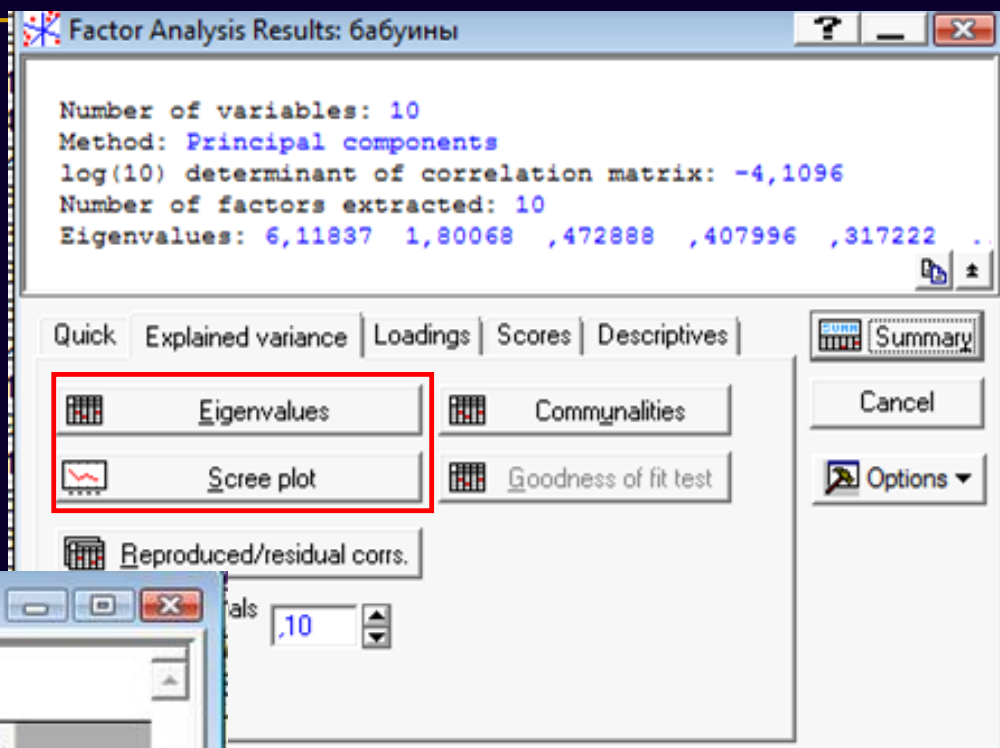 Factor Analysis Results: бабуины
Number of variables: 10
Method: Principal components
log(10) determinant of correlation matrix: -4,1096
Number of factors extracted: 10
Eigenvalues: 6,11837 1,80068 ,472888 ,407996 ,317222 ..
Quick Explained variance Loadings Scores Descriptives
Summary
Eigenvalues
Communalities
Cancel
Scree plot
Goodness of fit test
Options
Reproduced/residual corrs.
,10